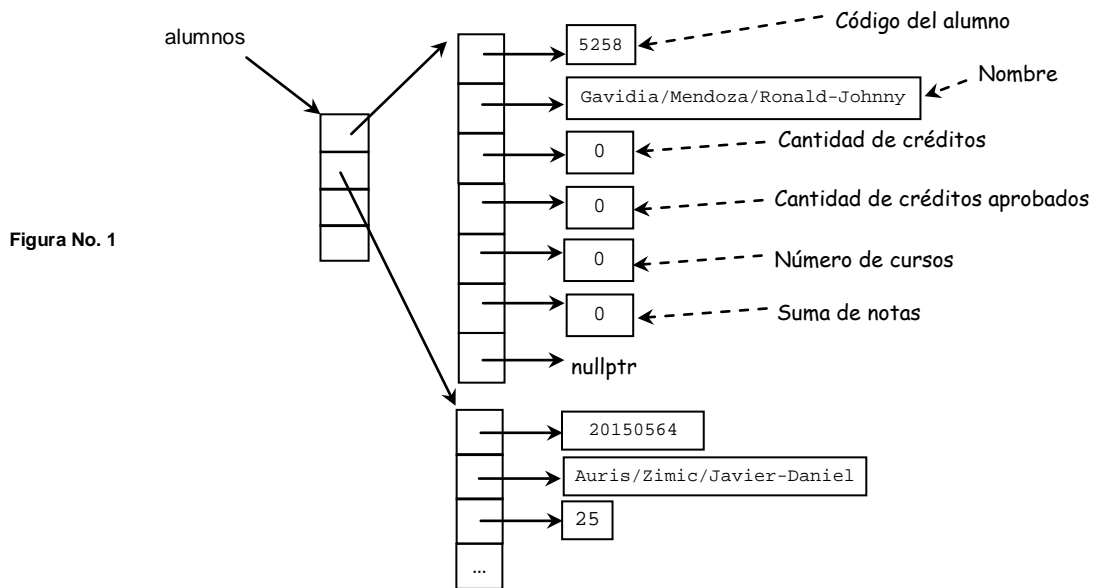 alumnos
5258
Código del alumno
Gavidia/Mendoza/Ronald-Johnny
Nombre
0
Cantidad de créditos
0
Cantidad de créditos aprobados
Figura No. 1
0
Número de cursos
0
Suma de notas
nullptr
20150564
Auris/Zimic/Javier-Daniel
25
...